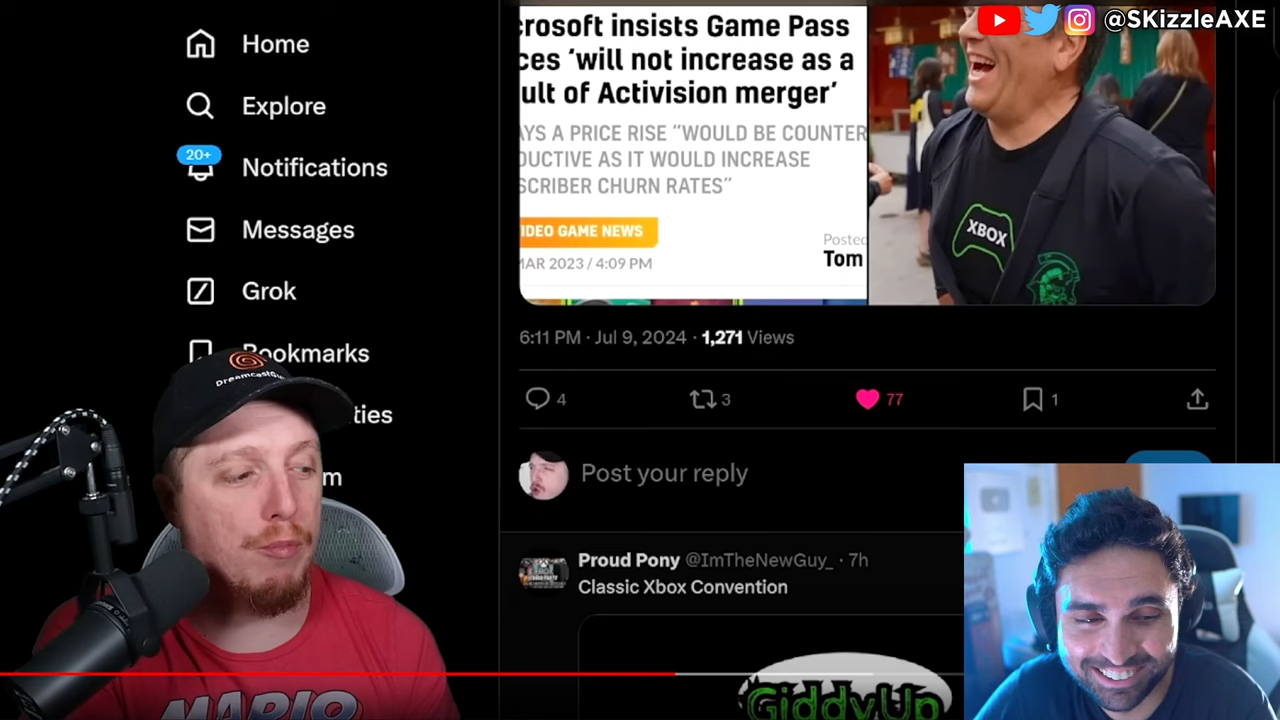 @SKizzleAXE
Home
Explore
20+
Notifications
Messages
Grok
Bookmarks
ties
m
crosoft insists Game Pass
ces ‘will not increase as a
ult of Activision merger’
AYS A PRICE RISE “WOULD BE COUNTER
DUCTIVE AS IT WOULD INCREASE
SCRIBER CHURN RATES”
IDEO GAME NEWS
Posted
MAR 2023 / 4:09 PM
Tom
XBOX
6:11 PM · Jul 9, 2024 · 1,271 Views
4
3
77
1
Post your reply
Proud Pony @ImTheNewGuy_ · 7h
Classic Xbox Convention
GiddyUp
DreamcastGuy
MARIO